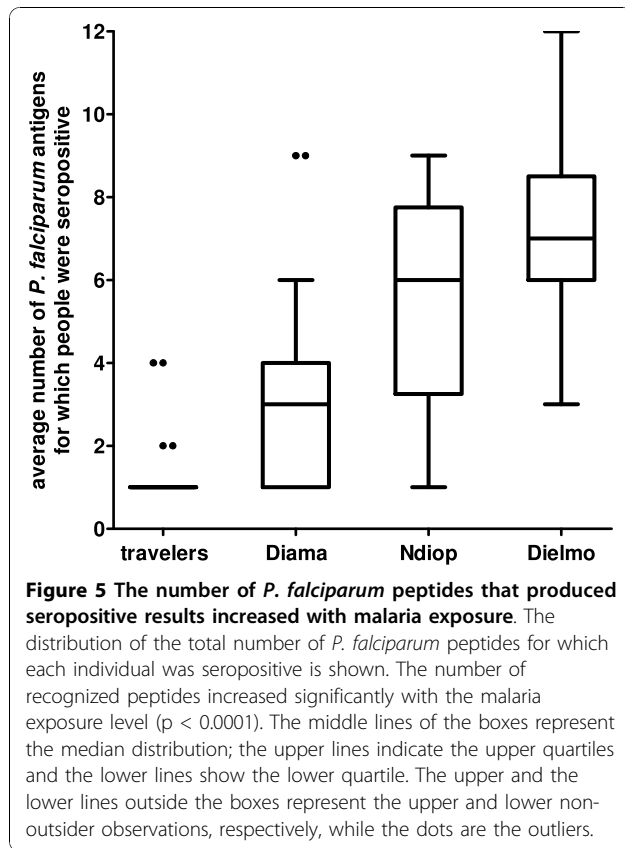 average number of P. falciparum antigens
for which people were seropositive
12
10
8
6
4
2
0
travelers Diama Ndiop Dielmo
Figure 5 The number of P. falciparum peptides that produced
seropositive results increased with malaria exposure. The
distribution of the total number of P. falciparum peptides for which
each individual was seropositive is shown. The number of
recognized peptides increased significantly with the malaria
exposure level (p < 0.0001). The middle lines of the boxes represent
the median distribution; the upper lines indicate the upper quartiles
and the lower lines show the lower quartile. The upper and the
lower lines outside the boxes represent the upper and lower non-
outsider observations, respectively, while the dots are the outliers.